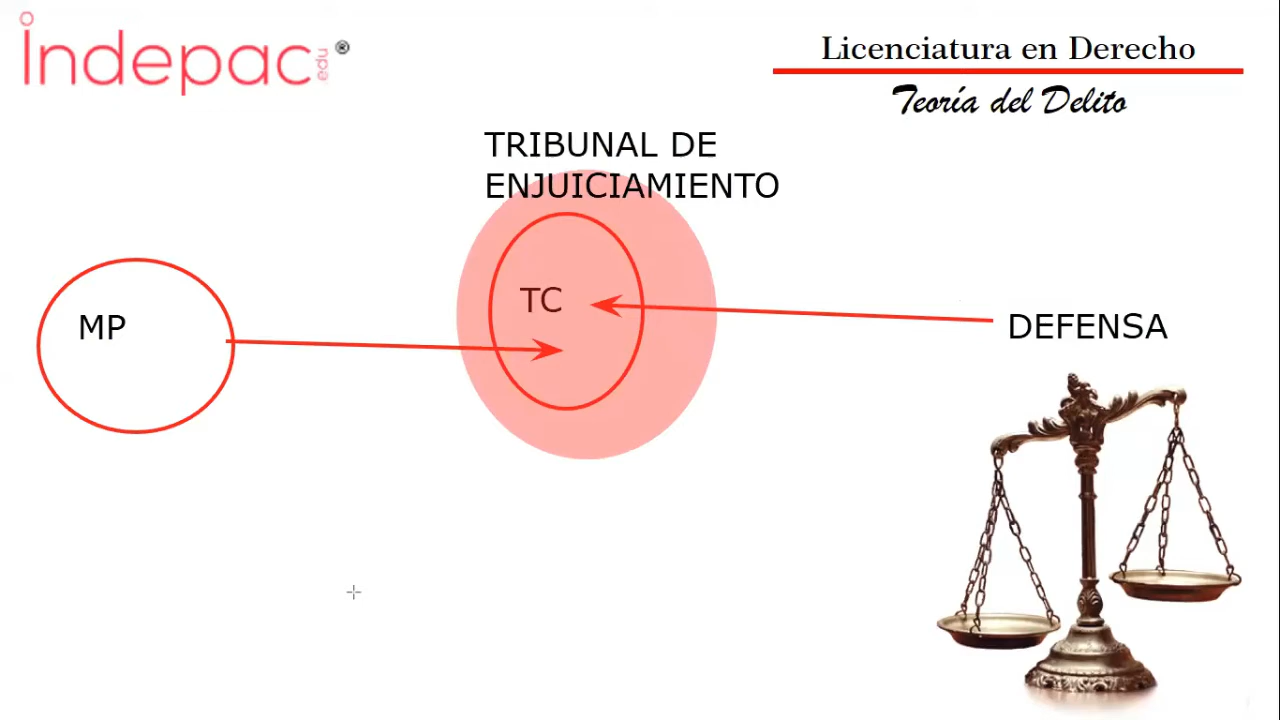 indepac edu ®
Licenciatura en Derecho
Teoría del Delito
TRIBUNAL DE
ENJUICIAMIENTO
TC
MP
DEFENSA